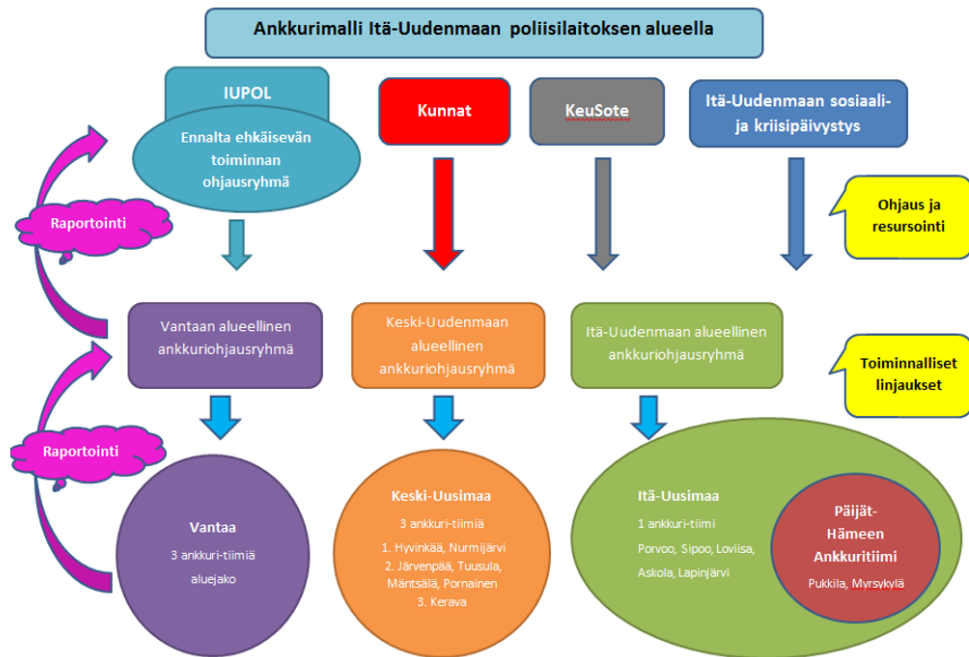 Ankkurimalli Itä-Uudenmaan poliisilaitoksen alueella
IUPOL
Ennalta ehkäisevän
toiminnan
ohjausryhmä
Kunnat
KeuSote
Itä-Uudenmaan sosiaali-
ja kriisipäivystys
Raportointi
Ohjaus ja
resursointi
Vantaan alueellinen
ankkuriohjausryhmä
Keski-Uudenmaan
alueellinen
ankkuriohjausryhmä
Itä-Uudenmaan alueellinen
ankkuriohjausryhmä
Toiminnalliset
linjaukset
Raportointi
Vantaa
3 ankkuri-tiimiä
aluejako
Keski-Uusimaa
3 ankkuri-tiimiä
1. Hyvinkää, Nurmijärvi
2. Järvenpää, Tuusula,
Mäntsälä, Pornainen
3. Kerava
Itä-Uusimaa
1 ankkuri-tiimi
Porvoo, Sipoo, Loviisa,
Askola, Lapinjärvi
Päijät-
Hämeen
Ankkuritiimi
Pukkila, Myrsykylä